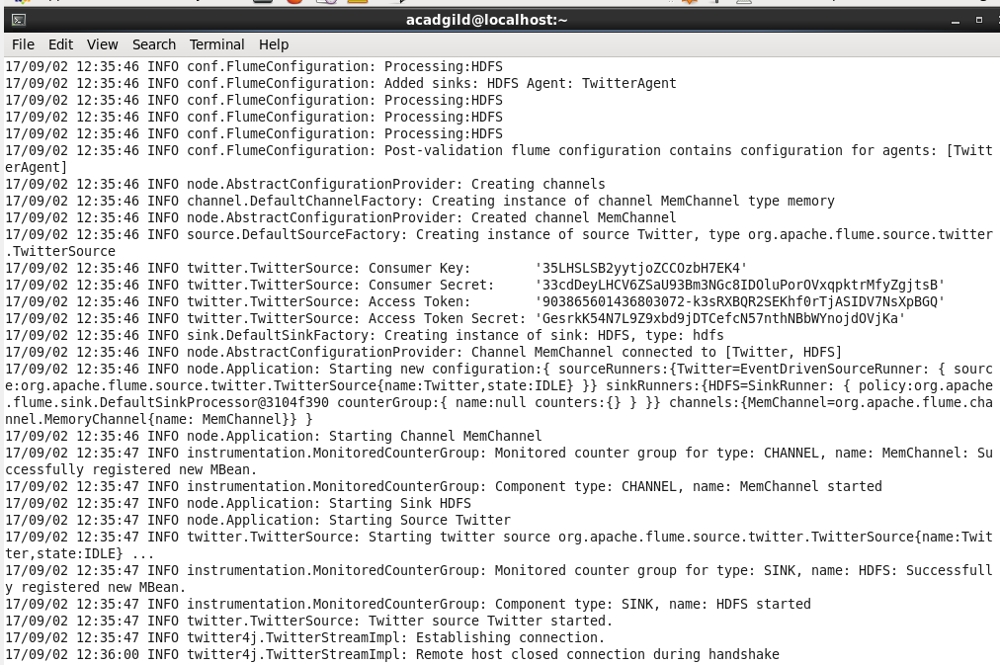 acadgild@localhost:~
File Edit View Search Terminal Help
17/09/02 12:35:46 INFO conf.FlumeConfiguration: Processing:HDFS
17/09/02 12:35:46 INFO conf.FlumeConfiguration: Added sinks: HDFS Agent: TwitterAgent
17/09/02 12:35:46 INFO conf.FlumeConfiguration: Processing:HDFS
17/09/02 12:35:46 INFO conf.FlumeConfiguration: Processing:HDFS
17/09/02 12:35:46 INFO conf.FlumeConfiguration: Processing:HDFS
17/09/02 12:35:46 INFO conf.FlumeConfiguration: Post-validation flume configuration contains configuration for agents: [Twitt
erAgent]
17/09/02 12:35:46 INFO node.AbstractConfigurationProvider: Creating channels
17/09/02 12:35:46 INFO channel.DefaultChannelFactory: Creating instance of channel MemChannel type memory
17/09/02 12:35:46 INFO node.AbstractConfigurationProvider: Created channel MemChannel
17/09/02 12:35:46 INFO source.DefaultSourceFactory: Creating instance of source Twitter, type org.apache.flume.source.twitter
.TwitterSource
17/09/02 12:35:46 INFO twitter.TwitterSource: Consumer Key:        '35LHSLSB2yytjoZCCOzbH7EK4'
17/09/02 12:35:46 INFO twitter.TwitterSource: Consumer Secret:     '33cdDeyLHCV6ZSaU93Bm3NGc8IDOluPorOVxqpktrMfyZgjtsB'
17/09/02 12:35:46 INFO twitter.TwitterSource: Access Token:        '903865601436803072-k3sRXBQR2SEKhf0rTjASIDV7NsXpBGQ'
17/09/02 12:35:46 INFO twitter.TwitterSource: Access Token Secret: 'GesrkK54N7L9Z9xbd9jDTCefcN57nthNBbWYnojdOVjKa'
17/09/02 12:35:46 INFO sink.DefaultSinkFactory: Creating instance of sink: HDFS, type: hdfs
17/09/02 12:35:46 INFO node.AbstractConfigurationProvider: Channel MemChannel connected to [Twitter, HDFS]
17/09/02 12:35:46 INFO node.Application: Starting new configuration:{ sourceRunners:{Twitter=EventDrivenSourceRunner: { sourc
e:org.apache.flume.source.twitter.TwitterSource{name:Twitter,state:IDLE} }} sinkRunners:{HDFS=SinkRunner: { policy:org.apache
.flume.sink.DefaultSinkProcessor@3104f390 counterGroup:{ name:null counters:{} } }} channels:{MemChannel=org.apache.flume.cha
nnel.MemoryChannel{name: MemChannel}} }
17/09/02 12:35:46 INFO node.Application: Starting Channel MemChannel
17/09/02 12:35:47 INFO instrumentation.MonitoredCounterGroup: Monitored counter group for type: CHANNEL, name: MemChannel: Su
ccessfully registered new MBean.
17/09/02 12:35:47 INFO instrumentation.MonitoredCounterGroup: Component type: CHANNEL, name: MemChannel started
17/09/02 12:35:47 INFO node.Application: Starting Sink HDFS
17/09/02 12:35:47 INFO node.Application: Starting Source Twitter
17/09/02 12:35:47 INFO twitter.TwitterSource: Starting twitter source org.apache.flume.source.twitter.TwitterSource{name:Twit
ter,state:IDLE} ...
17/09/02 12:35:47 INFO instrumentation.MonitoredCounterGroup: Monitored counter group for type: SINK, name: HDFS: Successfull
y registered new MBean.
17/09/02 12:35:47 INFO instrumentation.MonitoredCounterGroup: Component type: SINK, name: HDFS started
17/09/02 12:35:47 INFO twitter.TwitterSource: Twitter source Twitter started.
17/09/02 12:35:47 INFO twitter4j.TwitterStreamImpl: Establishing connection.
17/09/02 12:36:00 INFO twitter4j.TwitterStreamImpl: Remote host closed connection during handshake